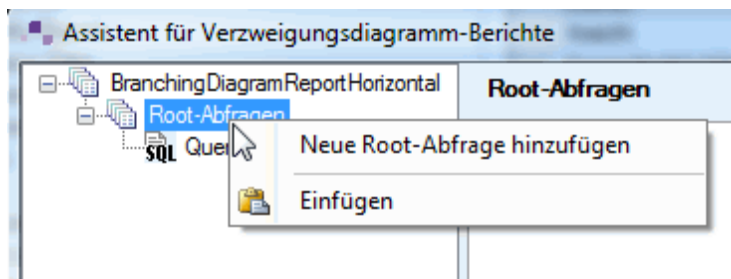 Assistent für Verzweigungsdiagramm-Berichte
BranchingDiagramReportHorizontal
Root-Abfragen
Root-Abfragen
SQL
Neue Root-Abfrage hinzufügen
Einfügen